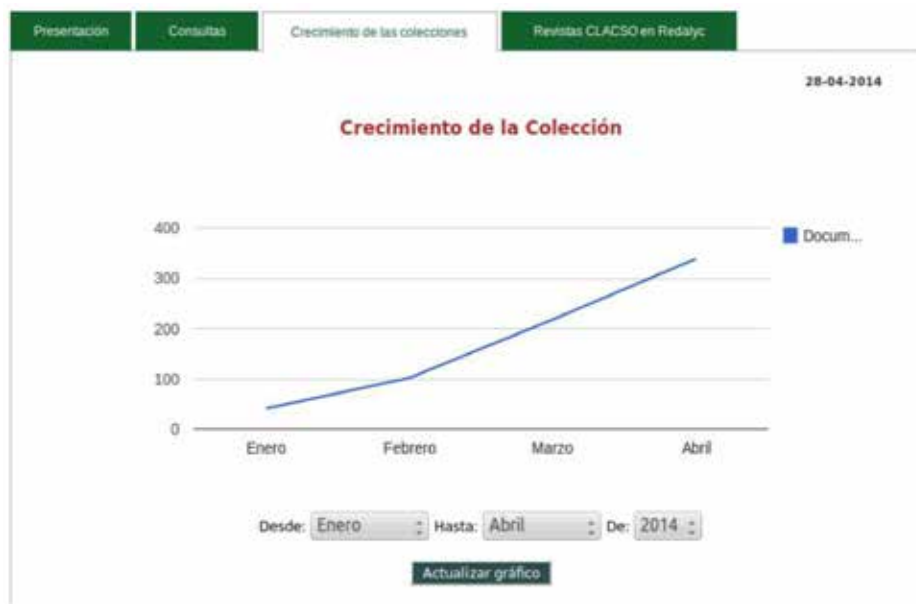 Presentación Consultas Crecimiento de las colecciones Revistas CLACSO en Redalyc
28-04-2014
Crecimiento de la Colección
400
Docum...
300
200
100
0
Enero Febrero Marzo Abril
Desde: Enero Hasta: Abril De: 2014
Actualizar gráfico